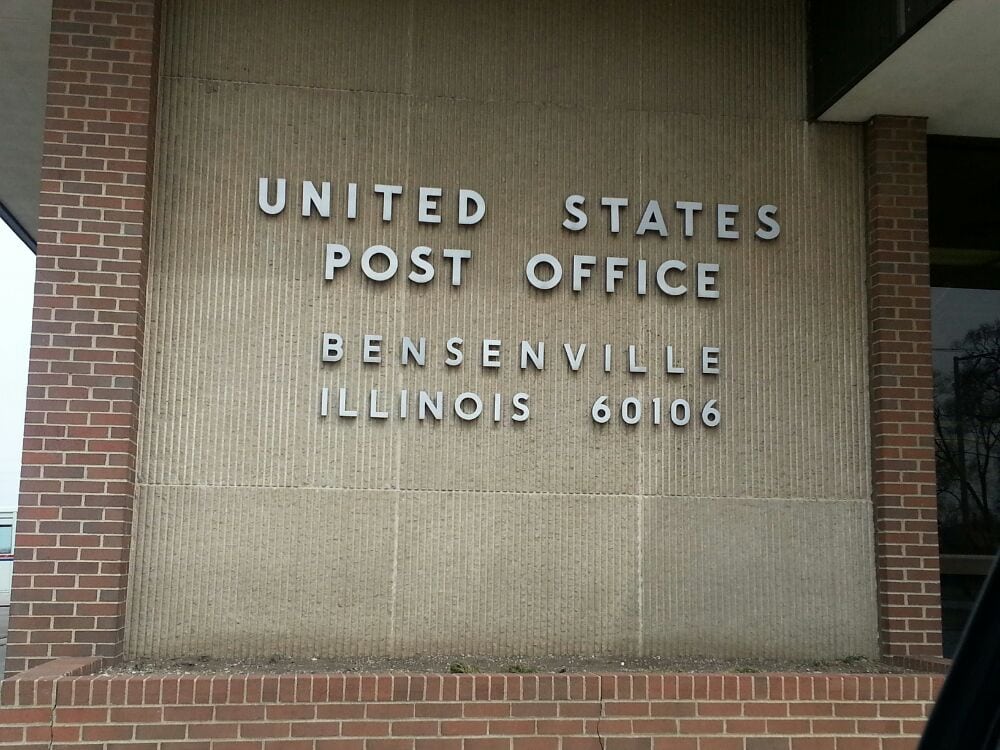 UNITED STATES
POST OFFICE
BENSENVILLE
ILLINOIS 60106